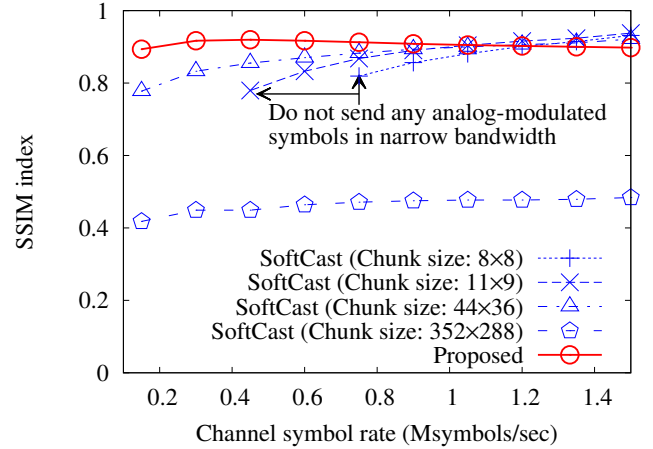 1
0.8
0.6
0.4
0.2
0
SSIM index
Do not send any analog-modulated
symbols in narrow bandwidth
SoftCast (Chunk size: 8×8)
SoftCast (Chunk size: 11×9)
SoftCast (Chunk size: 44×36)
SoftCast (Chunk size: 352×288)
Proposed
0.2 0.4 0.6 0.8 1 1.2 1.4
Channel symbol rate (Msymbols/sec)